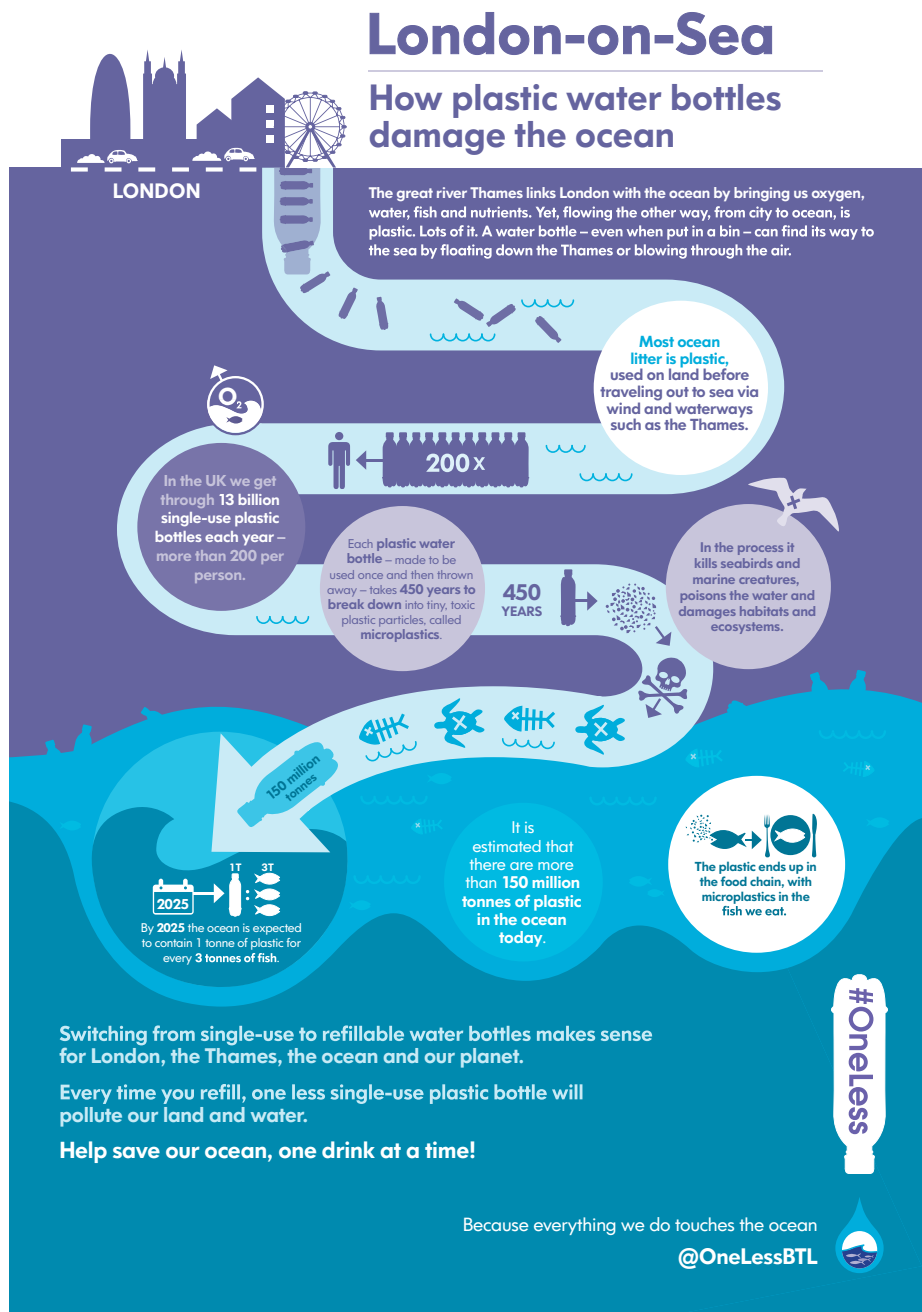 London-on-Sea
How plastic water bottles
damage the ocean
LONDON
The great river Thames links London with the ocean by bringing us oxygen,
water, fish and nutrients. Yet, flowing the other way, from city to ocean, is
plastic. Lots of it. A water bottle – even when put in a bin – can find its way to
the sea by floating down the Thames or blowing through the air.
Most ocean
litter is plastic,
used on land before
traveling out to sea via
wind and waterways
such as the Thames.
O2
200 x
In the UK we get
through 13 billion
single-use plastic
bottles each year –
more than 200 per
person.
Each plastic water
bottle – made to be
used once and then thrown
away – takes 450 years to
break down into tiny, toxic
plastic particles, called
microplastics.
450
YEARS
In the process it
kills seabirds and
marine creatures,
poisons the water and
damages habitats and
ecosystems.
150 million
tonnes
1T : 3T
2025
By 2025 the ocean is expected
to contain 1 tonne of plastic for
every 3 tonnes of fish.
It is
estimated that
there are more
than 150 million
tonnes of plastic
in the ocean
today.
The plastic ends up in
the food chain, with
microplastics in the
fish we eat.
Switching from single-use to refillable water bottles makes sense
for London, the Thames, the ocean and our planet.
Every time you refill, one less single-use plastic bottle will
pollute our land and water.
Help save our ocean, one drink at a time!
#OneLess
Because everything we do touches the ocean
@OneLessBTL